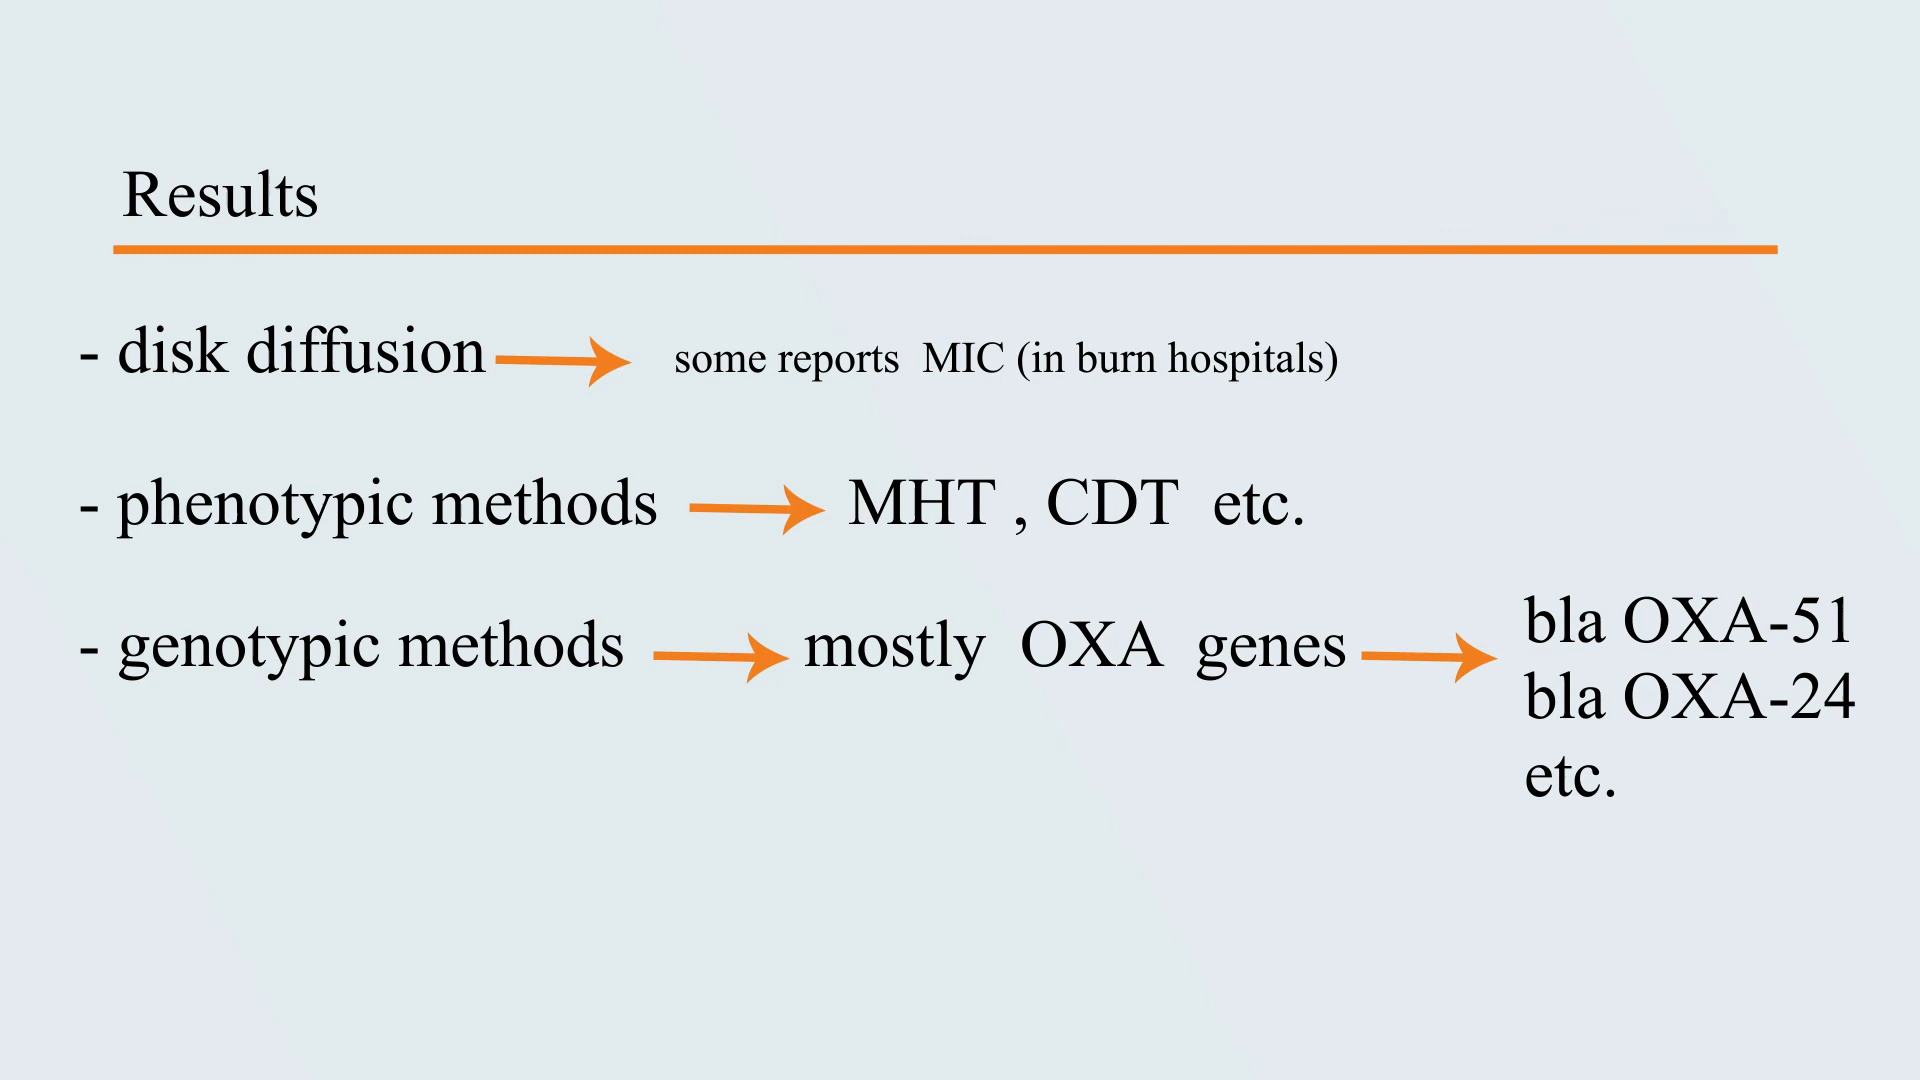 Results
- disk diffusion some reports MIC (in burn hospitals)
- phenotypic methods MHT , CDT etc.
- genotypic methods mostly OXA genes
bla OXA-51
bla OXA-24
etc.